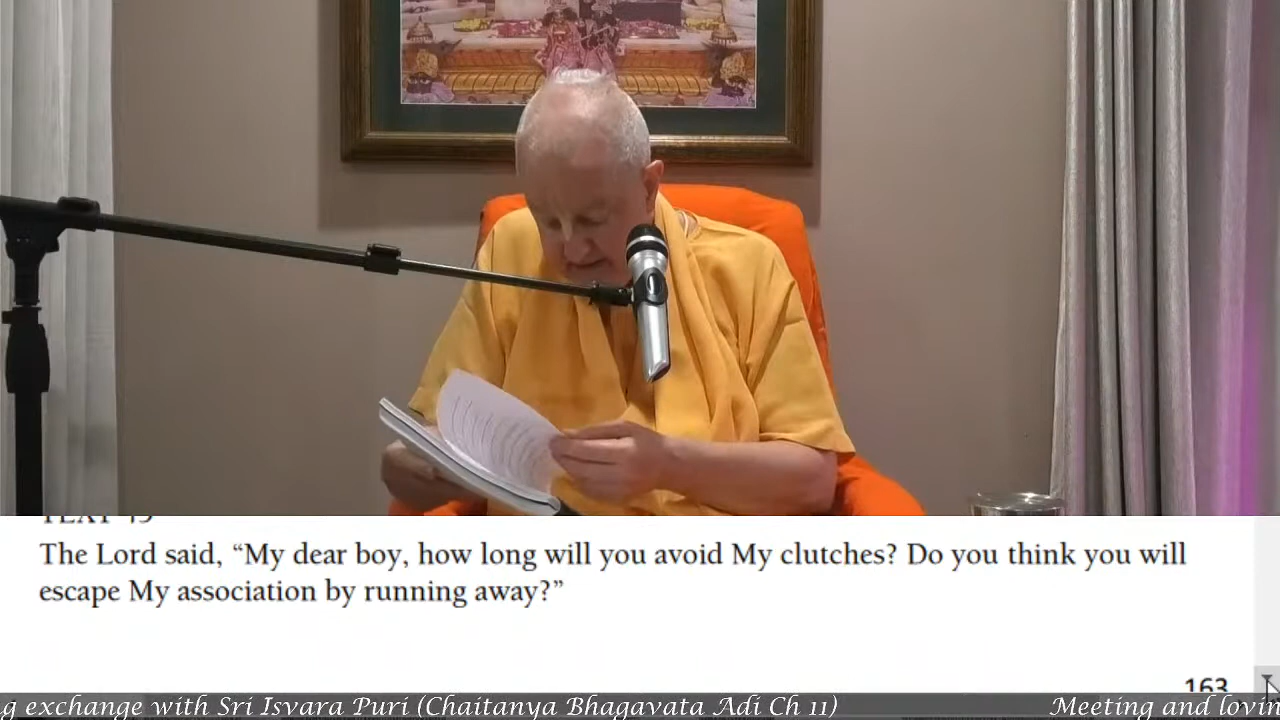 The Lord said, “My dear boy, how long will you avoid My clutches? Do you think you will
escape My association by running away?”
163
g exchange with Sri Isvara Puri (Chaitanya Bhagavata Adi Ch 11) Meeting and lovin